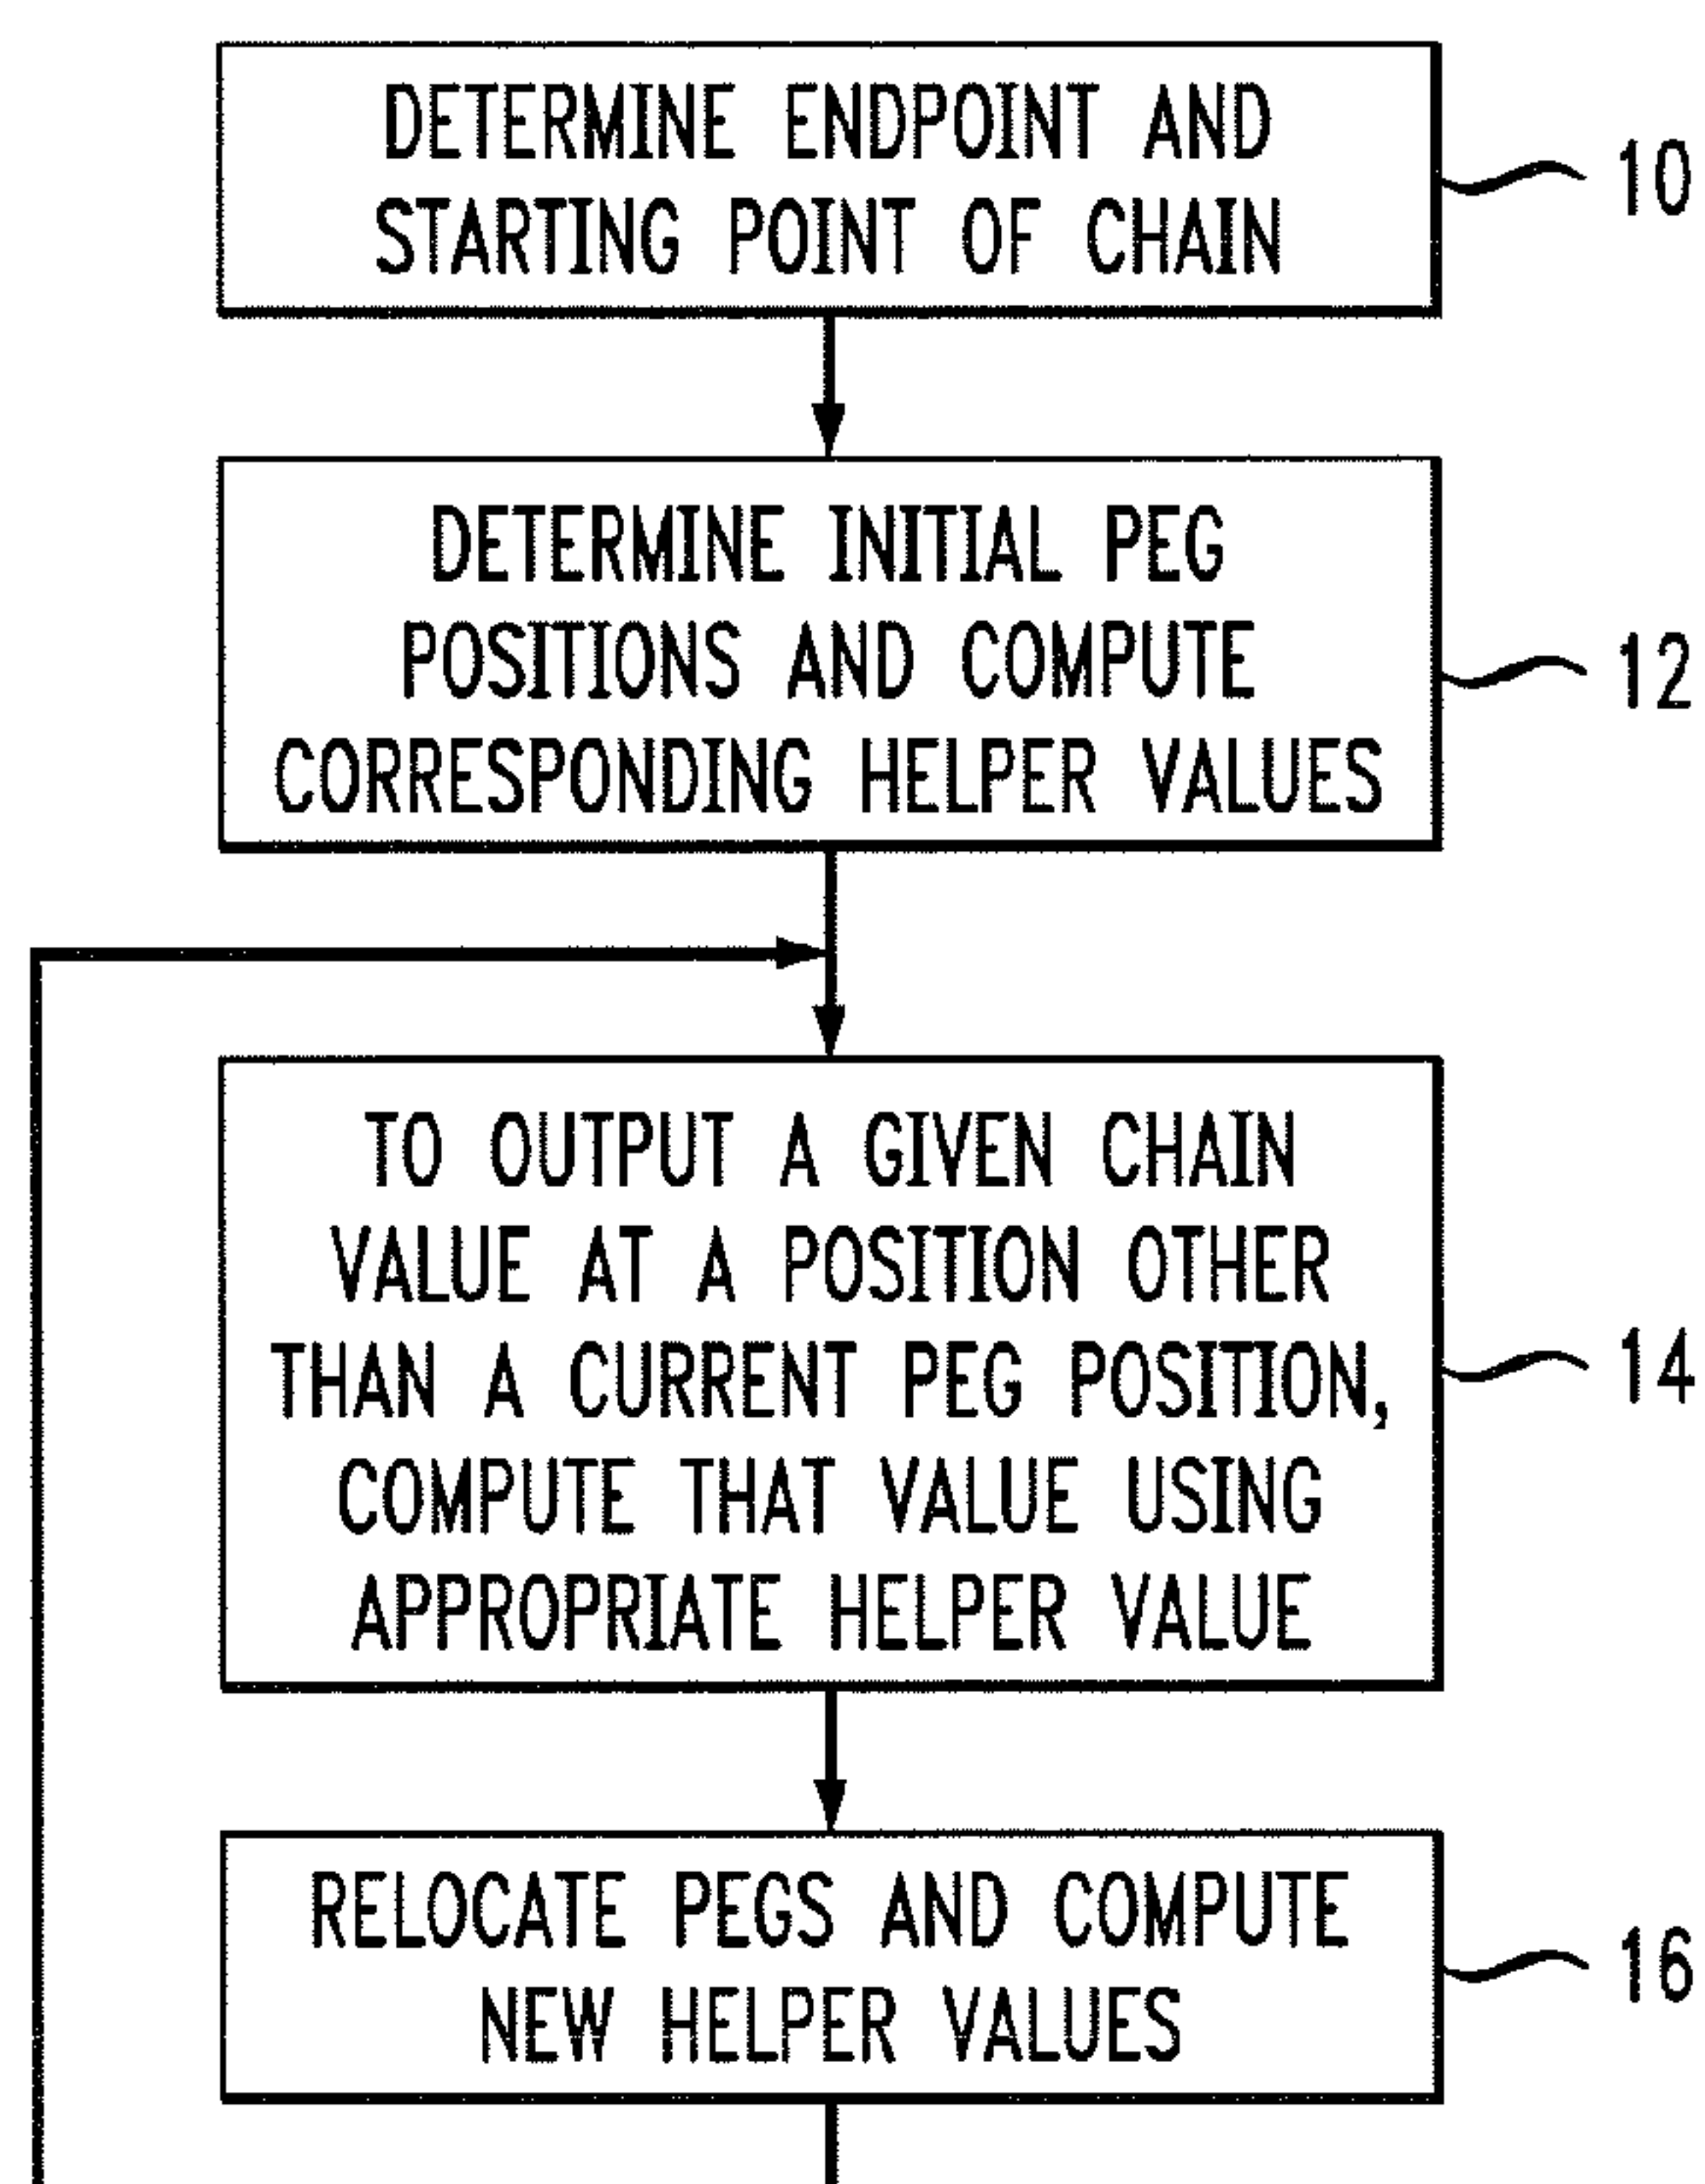 DETERMINE ENDPOINT AND
STARTING POINT OF CHAIN
10
DETERMINE INITIAL PEG
POSITIONS AND COMPUTE
CORRESPONDING HELPER VALUES
12
TO OUTPUT A GIVEN CHAIN
VALUE AT A POSITION OTHER
THAN A CURRENT PEG POSITION,
COMPUTE THAT VALUE USING
APPROPRIATE HELPER VALUE
14
RELOCATE PEGS AND COMPUTE
NEW HELPER VALUES
16